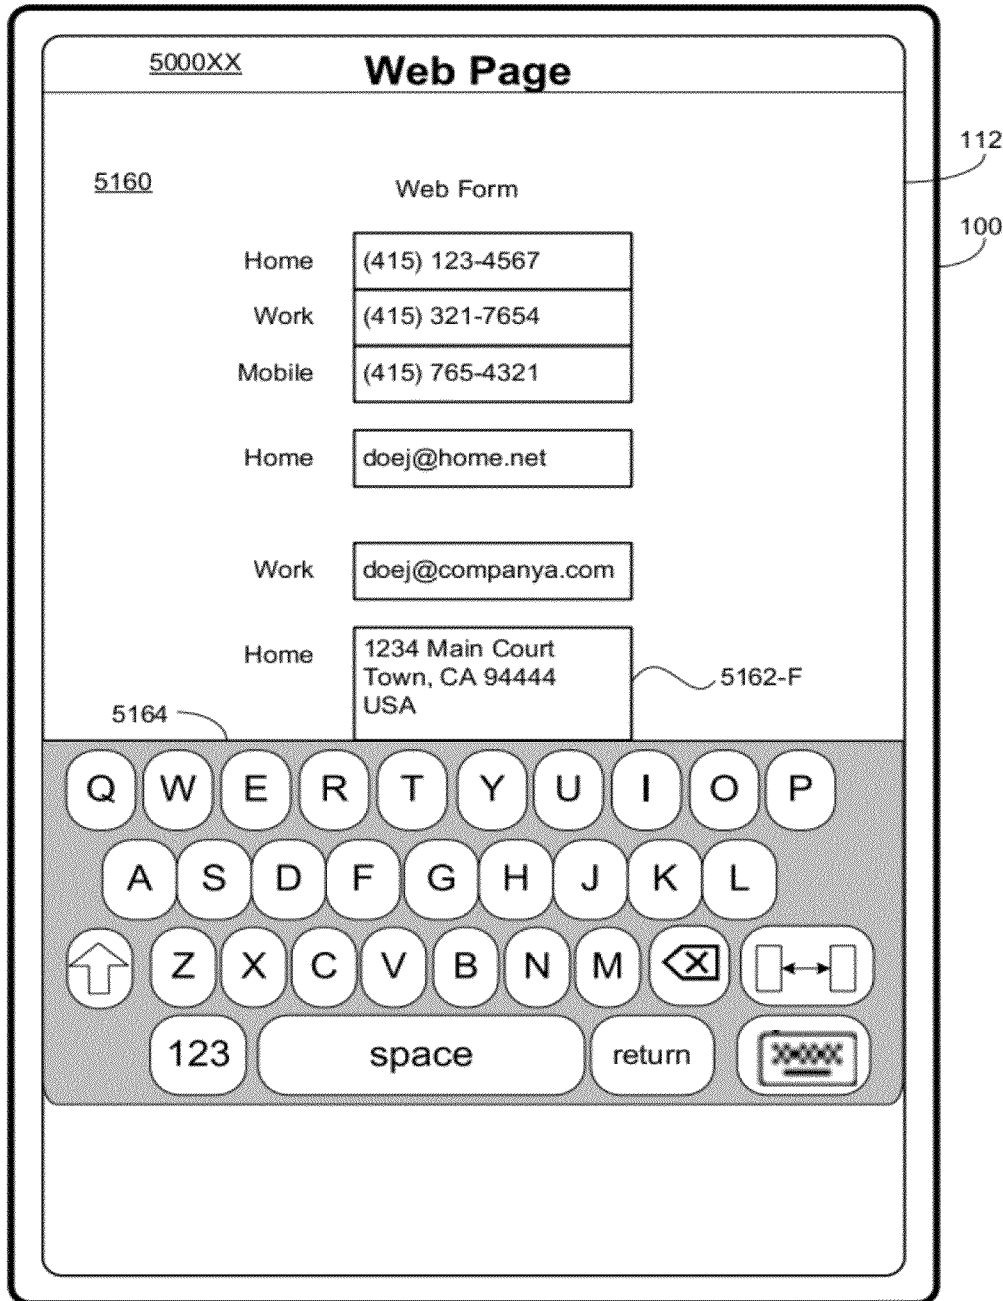 5000XX Web Page
112
5160 Web Form
100
Home (415) 123-4567
Work (415) 321-7654
Mobile (415) 765-4321
Home doej@home.net
Work doej@companya.com
Home 1234 Main Court
Town, CA 94444
USA
5162-F
5164
Q W E R T Y U I O P
A S D F G H J K L
Z X C V B N M
123 space return